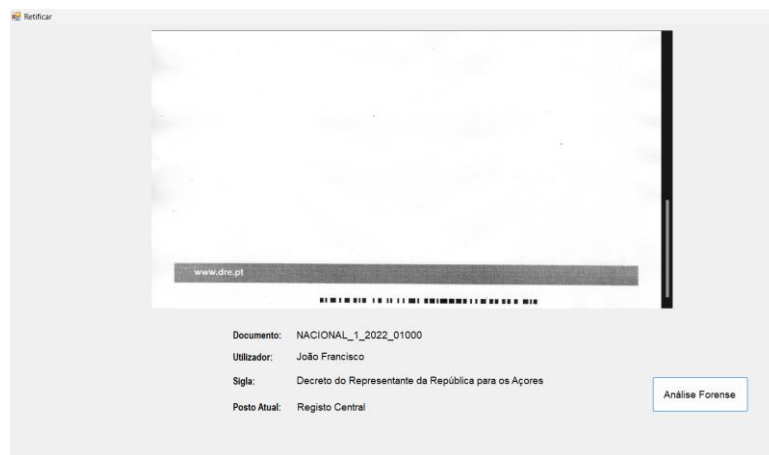 Retificar
www.dre.pt
Documento: NACIONAL_1_2022_01000
Utilizador: João Francisco
Sigla: Decreto do Representante da República para os Açores
Posto Atual: Registo Central
Análise Forense